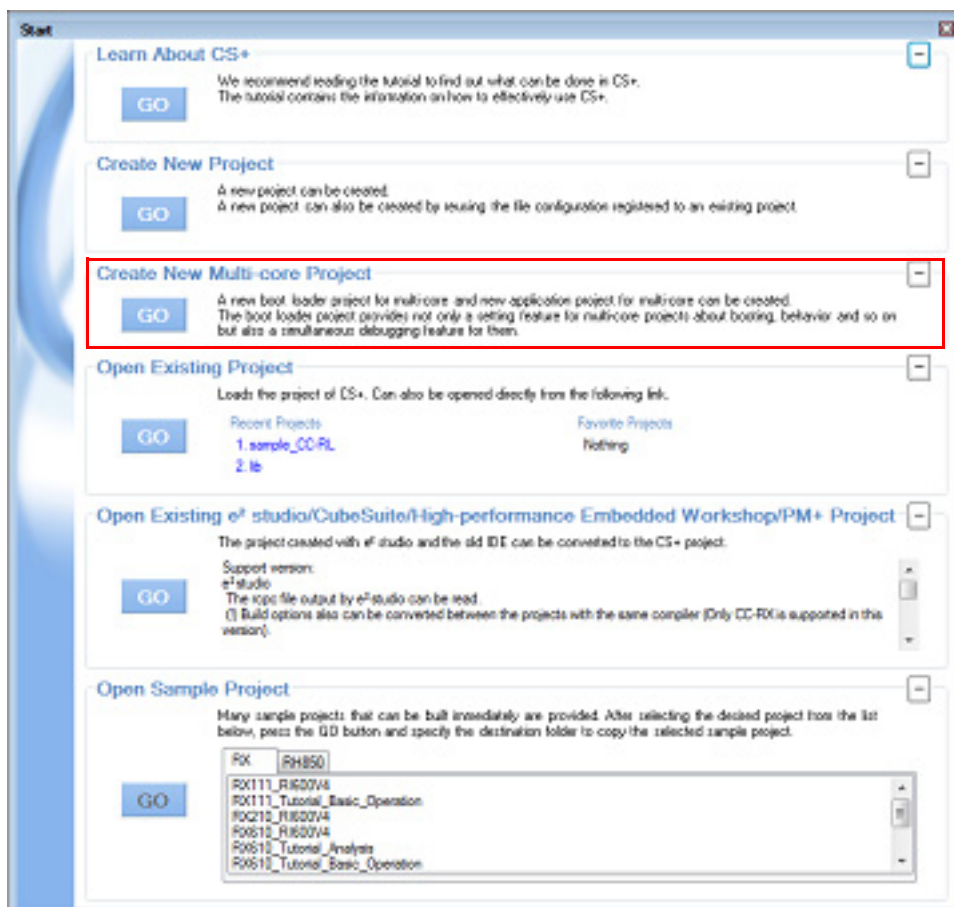 Start
Learn About CS+
GO
We recommend reading the tutorial to find out what can be done in CS+.
The tutorial contains the information on how to effectively use CS+.
Create New Project
GO
A new project can be created.
A new project can also be created by reusing the file configuration registered to an existing project.
Create New Multi-core Project
GO
A new boot loader project for multi-core and new application project for multi-core can be created.
The boot loader project provides not only a setting feature for multi-core projects about booting, behavior and so on
but also a simultaneous debugging feature for them.
Open Existing Project
Loads the project of CS+. Can also be opened directly from the following link.
GO
Recent Projects
1. sample_CC-RL
2. lib
Favorite Projects
Nothing
Open Existing e² studio/CubeSuite/High-performance Embedded Workshop/PM+ Project
The project created with e² studio and the old IDE can be converted to the CS+ project.
GO
Support version:
e² studio
The rcpc file output by e² studio can be read.
(1) Build options also can be converted between the projects with the same compiler (Only CC-RX is supported in this
version).
Open Sample Project
Many sample projects that can be built immediately are provided. After selecting the desired project from the list
below, press the GO button and specify the destination folder to copy the selected sample project.
GO
RX RH850
RX111_RI600V4
RX111_Tutorial_Basic_Operation
RX210_RI600V4
RX610_RI600V4
RX610_Tutorial_Analysis
RX610_Tutorial_Basic_Operation